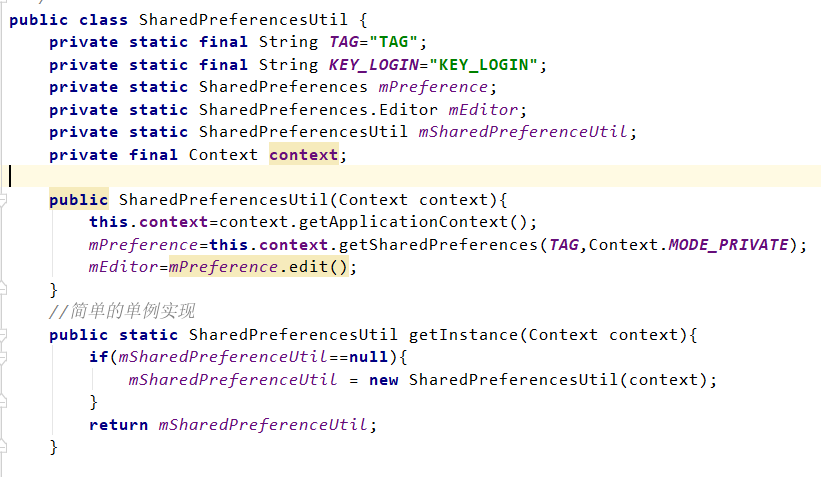 public class SharedPreferencesUtil {
    private static final String TAG="TAG";
    private static final String KEY_LOGIN="KEY_LOGIN";
    private static SharedPreferences mPreference;
    private static SharedPreferences.Editor mEditor;
    private static SharedPreferencesUtil mSharedPreferenceUtil;
    private final Context context;
    public SharedPreferencesUtil(Context context){
        this.context=context.getApplicationContext();
        mPreference=this.context.getSharedPreferences(TAG,Context.MODE_PRIVATE);
        mEditor=mPreference.edit();
    }
    //简单的单例实现
    public static SharedPreferencesUtil getInstance(Context context){
        if(mSharedPreferenceUtil==null){
            mSharedPreferenceUtil = new SharedPreferencesUtil(context);
        }
        return mSharedPreferenceUtil;
    }